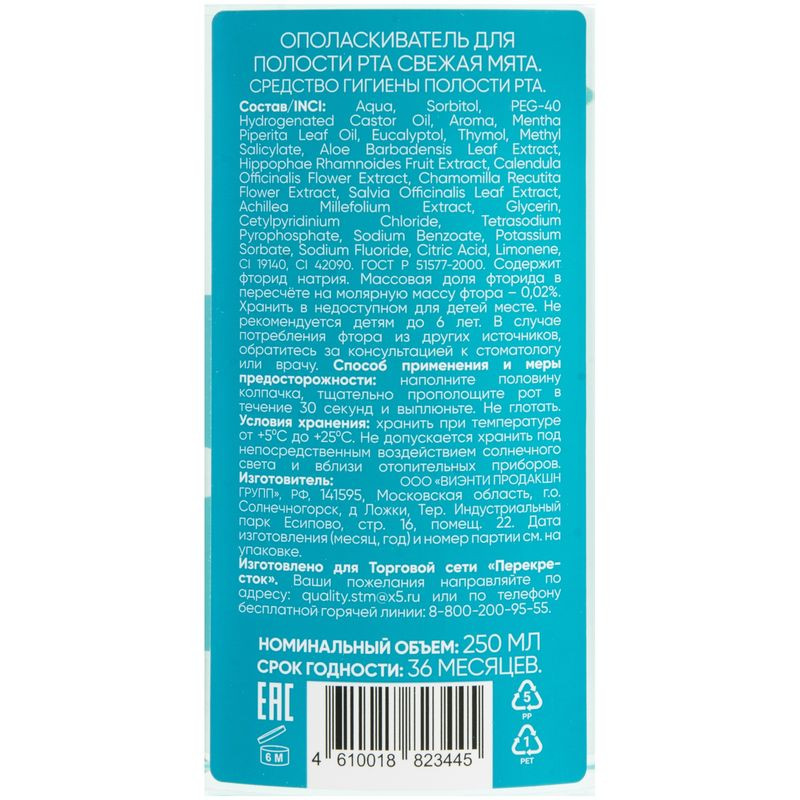 ОПОЛАСКИВАТЕЛЬ ДЛЯ
ПОЛОСТИ РТА СВЕЖАЯ МЯТА.
СРЕДСТВО ГИГИЕНЫ ПОЛОСТИ РТА.
Состав/INCI: Aqua, Sorbitol, PEG-40
Hydrogenated Castor Oil, Aroma, Mentha
Piperita Leaf Oil, Eucalyptol, Thymol, Methyl
Salicylate, Aloe Barbadensis Leaf Extract,
Hippophae Rhamnoides Fruit Extract, Calendula
Officinalis Flower Extract, Chamomilla Recutita
Flower Extract, Salvia Officinalis Leaf Extract,
Achillea Millefolium Extract, Glycerin,
Cetylpyridinium Chloride, Tetrasodium
Pyrophosphate, Sodium Benzoate, Potassium
Sorbate, Sodium Fluoride, Citric Acid, Limonene,
CI 19140, CI 42090. ГОСТ Р 51577-2000. Содержит
фторид натрия. Массовая доля фторида в
пересчёте на молярную массу фтора – 0,02%.
Хранить в недоступном для детей месте. Не
рекомендуется детям до 6 лет. В случае
потребления фтора из других источников,
обратитесь за консультацией к стоматологу
или врачу. Способ применения и меры
предосторожности: наполните половину
колпачка, тщательно прополощите рот в
течение 30 секунд и выплюньте. Не глотать.
Условия хранения: хранить при температуре
от +5°С до +25°С. Не допускается хранить под
непосредственным воздействием солнечного
света и вблизи отопительных приборов.
Изготовитель: ООО «ВИЭНТИ ПРОДАКШН
ГРУПП», РФ, 141595, Московская область, г.о.
Солнечногорск, д Ложки, Тер. Индустриальный
парк Есипово, стр. 16, помещ. 22. Дата
изготовления (месяц, год) и номер партии см. на
упаковке.
Изготовлено для Торговой сети «Перекре-
сток». Ваши пожелания направляйте по
адресу: quality.stm@x5.ru или по телефону
бесплатной горячей линии: 8-800-200-95-55.
НОМИНАЛЬНЫЙ ОБЪЕМ: 250 МЛ
СРОК ГОДНОСТИ: 36 МЕСЯЦЕВ.
EAC
6 M
4 610018 823445
5
PP
1
PET